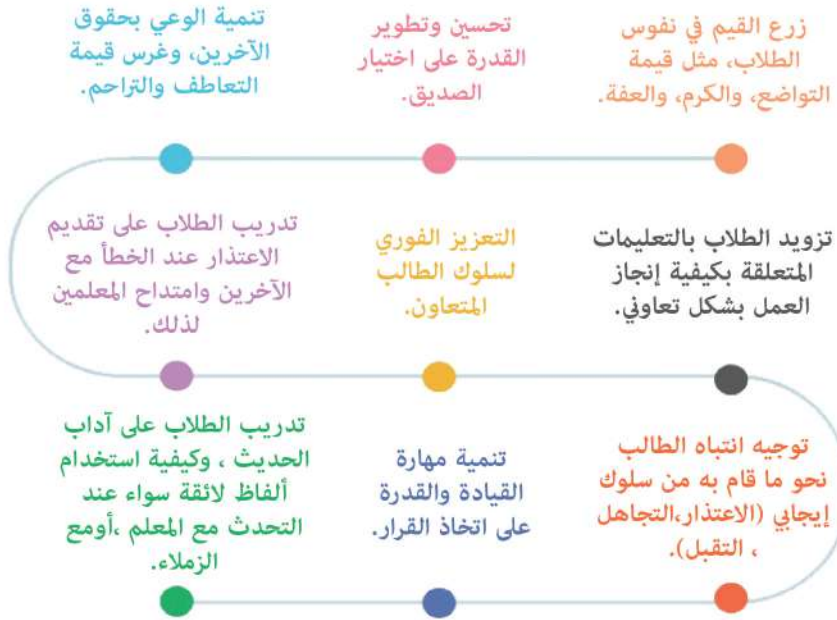 زرع القيم في نفوس
الطلاب، مثل قيمة
التواضع، والكرم، والعفة.
تحسين وتطوير
القدرة على اختيار
الصديق.
تنمية الوعي بحقوق
الآخرين، وغرس قيمة
التعاطف والتراحم.
تدريب الطلاب على تقديم
الاعتذار عند الخطأ مع
الآخرين وامتداح المعلمين
لذلك.
التعزيز الفوري
لسلوك الطالب
المتعاون.
تزويد الطلاب بالتعليمات
المتعلقة بكيفية إنجاز
العمل بشكل تعاوني.
توجيه انتباه الطالب
نحو ما قام به من سلوك
إيجابي (الاعتذار،التجاهل
، التقبل).
تنمية مهارة
القيادة والقدرة
على اتخاذ القرار.
تدريب الطلاب على آداب
الحديث ، وكيفية استخدام
ألفاظ لائقة سواء عند
التحدث مع المعلم ،أومع
الزملاء.